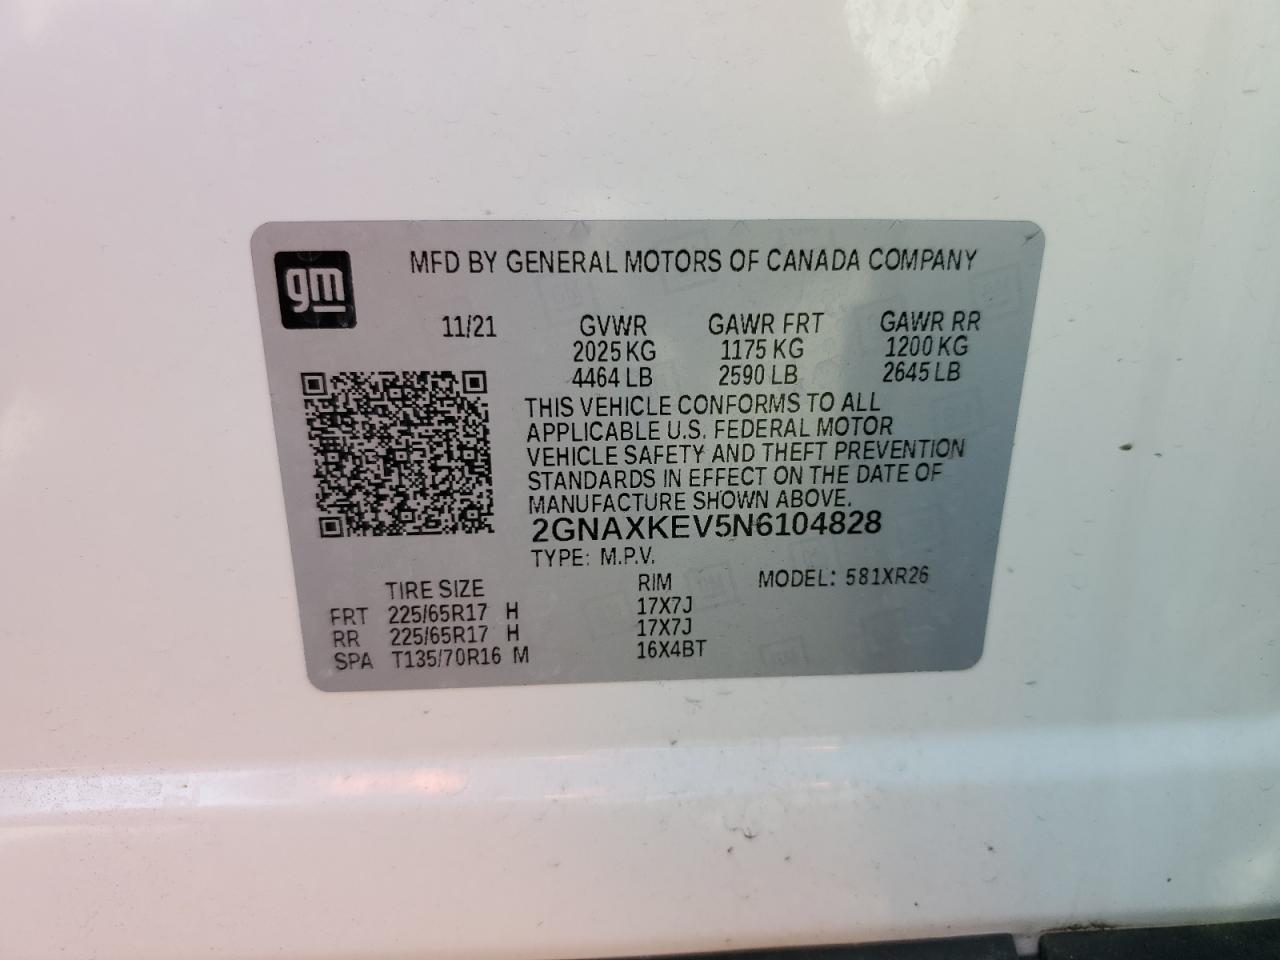 gm
MFD BY GENERAL MOTORS OF CANADA COMPANY
11/21 GVWR GAWR FRT GAWR RR
2025 KG 1175 KG 1200 KG
4464 LB 2590 LB 2645 LB
THIS VEHICLE CONFORMS TO ALL
APPLICABLE U.S. FEDERAL MOTOR
VEHICLE SAFETY AND THEFT PREVENTION
STANDARDS IN EFFECT ON THE DATE OF
MANUFACTURE SHOWN ABOVE.
2GNAXKEV5N6104828
TYPE: M.P.V.
TIRE SIZE RIM MODEL: 581XR26
FRT 225/65R17 H 17X7J
RR 225/65R17 H 17X7J
SPA T135/70R16 M 16X4BT